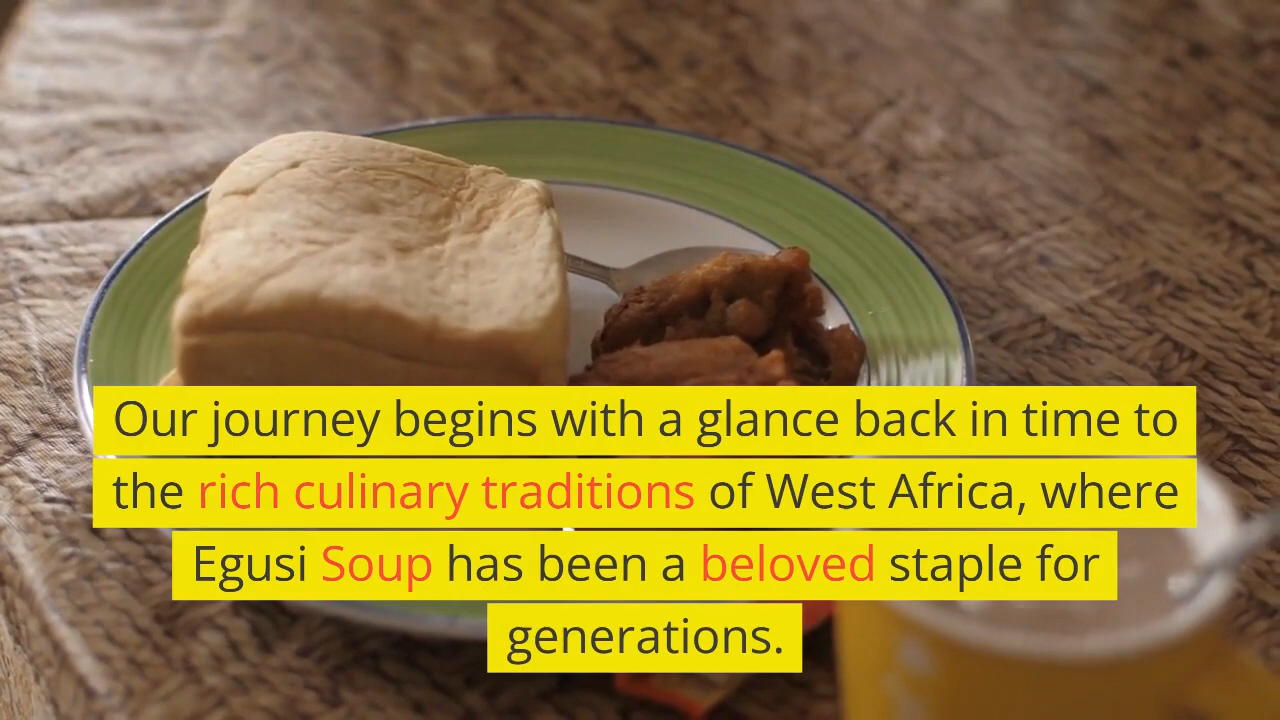 Our journey begins with a glance back in time to
the rich culinary traditions of West Africa, where
Egusi Soup has been a beloved staple for
generations.